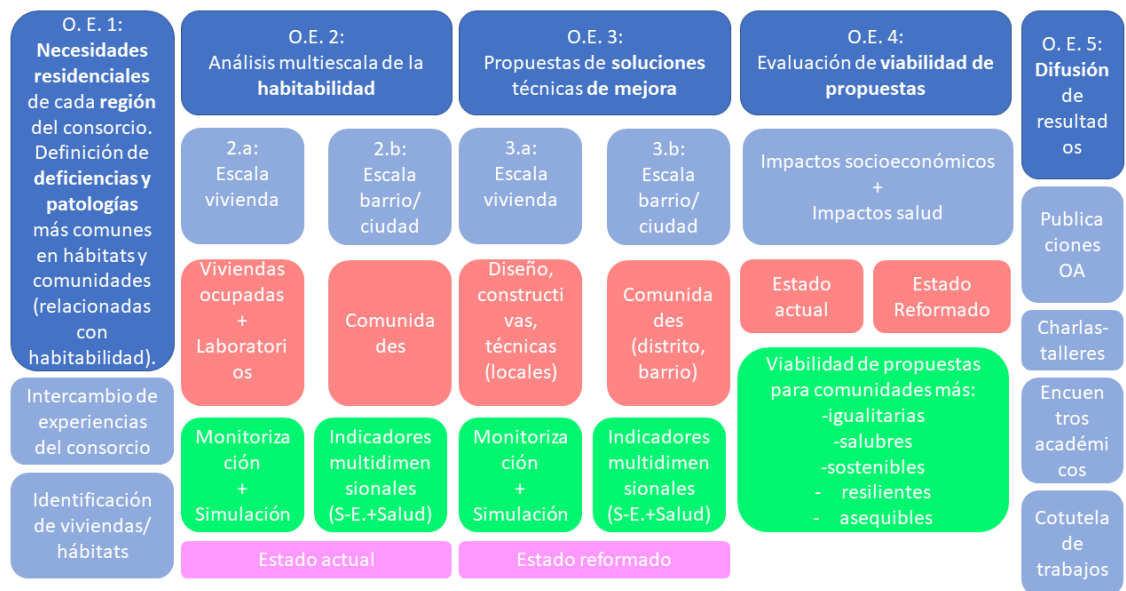 O. E. 1:
Necesidades
residenciales
de cada región
del consorcio.
Definición de
deficiencias y
patologías
más comunes
en hábitats y
comunidades
(relacionadas
con
habitabilidad).
Intercambio de
experiencias
del consorcio
Identificación
de viviendas/
hábitats
O.E. 2:
Análisis multiescala de la
habitabilidad
2.a:
Escala
vivienda
2.b:
Escala
barrio/
ciudad
Viviendas
ocupadas
+
Laboratori
os
Comunida
des
Monitoriza
ción
+
Simulación
Indicadores
multidimen
sionales
(S-E.+Salud)
Estado actual
O.E. 3:
Propuestas de soluciones
técnicas de mejora
3.a:
Escala
vivienda
3.b:
Escala
barrio/
ciudad
Diseño,
constructi
vas,
técnicas
(locales)
Comunida
des
(distrito,
barrio)
Monitoriza
ción
+
Simulación
Indicadores
multidimen
sionales
(S-E.+Salud)
Estado reformado
O.E. 4:
Evaluación de viabilidad de
propuestas
Impactos socioeconómicos
+
Impactos salud
Estado
actual
Estado
Reformado
Viabilidad de propuestas
para comunidades más:
-igualitarias
-salubres
-sostenibles
- resilientes
- asequibles
O. E. 5:
Difusión
de
resultad
os
Publica
ciones
OA
Charlas-
talleres
Encuen
tros
académi
cos
Cotutela
de
trabajos